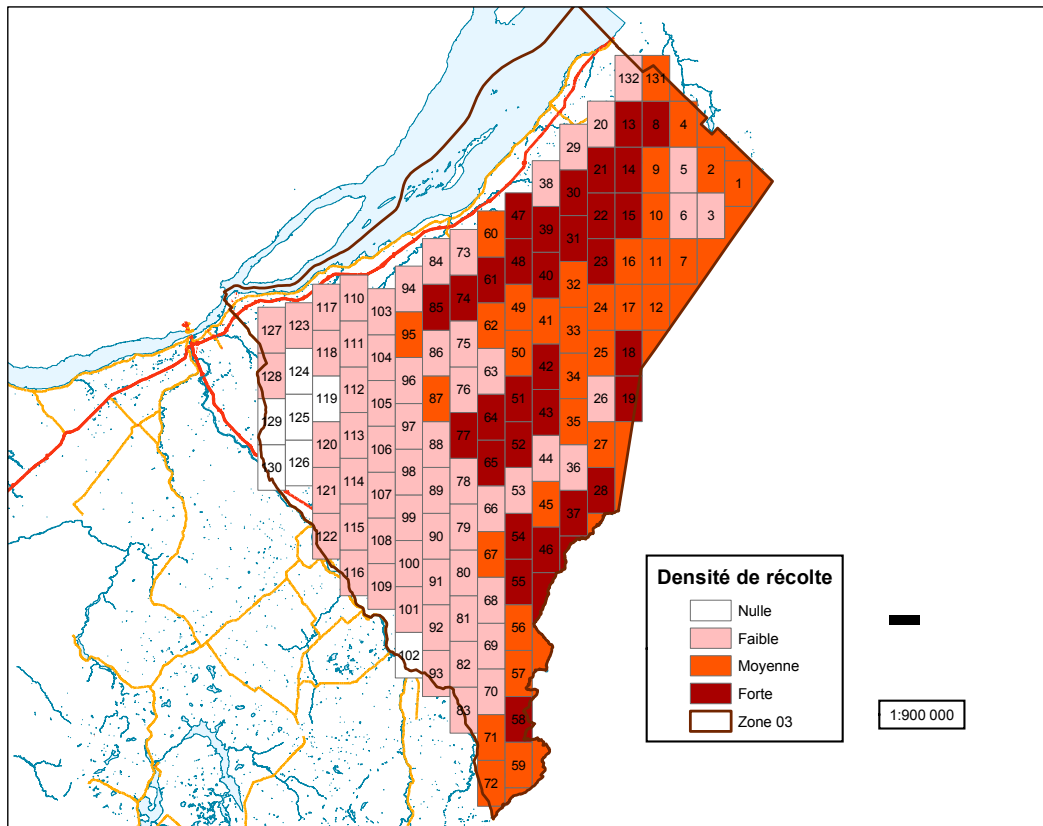 132 131
20 13 8 4
29
21 14 9 5 2
38 30 1
47 39 22 15 10 6 3
60 31
73 48 40 23 16 11 7
84 61 32
94 74 49 24 17 12
110 85 62 41 33
117 103 95 75 50 25 18
127 123 111 86 63 42 34
118 104 76 51 26 19
128 124 112 96 87 64 43 35
119 105 77 52 27
129 125 113 97 88 65 44 36
120 106 78 53 28
130 126 114 98 89 66 45 37
121 107 79 54
122 115 99 90 67 46
108 80 55
116 100 91 68
109 81 56
101 92 69
102 82 57
93 70
83 58
71
59
72
Densité de récolte
Nulle
Faible
Moyenne
Forte
Zone 03
1:900 000